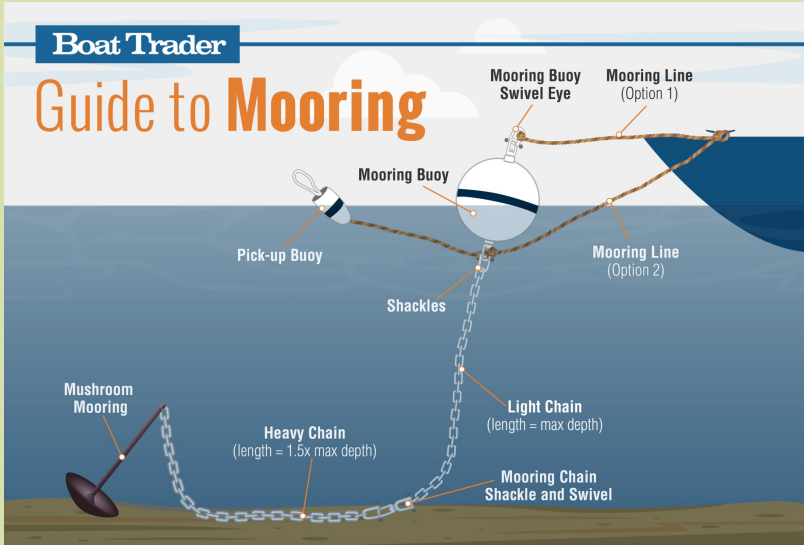 Boat Trader
Guide to Mooring
Mooring Buoy
Swivel Eye
Mooring Line
(Option 1)
Mooring Buoy
Pick-up Buoy
Mooring Line
(Option 2)
Shackles
Mushroom
Mooring
Heavy Chain
(length = 1.5x max depth)
Light Chain
(length = max depth)
Mooring Chain
Shackle and Swivel